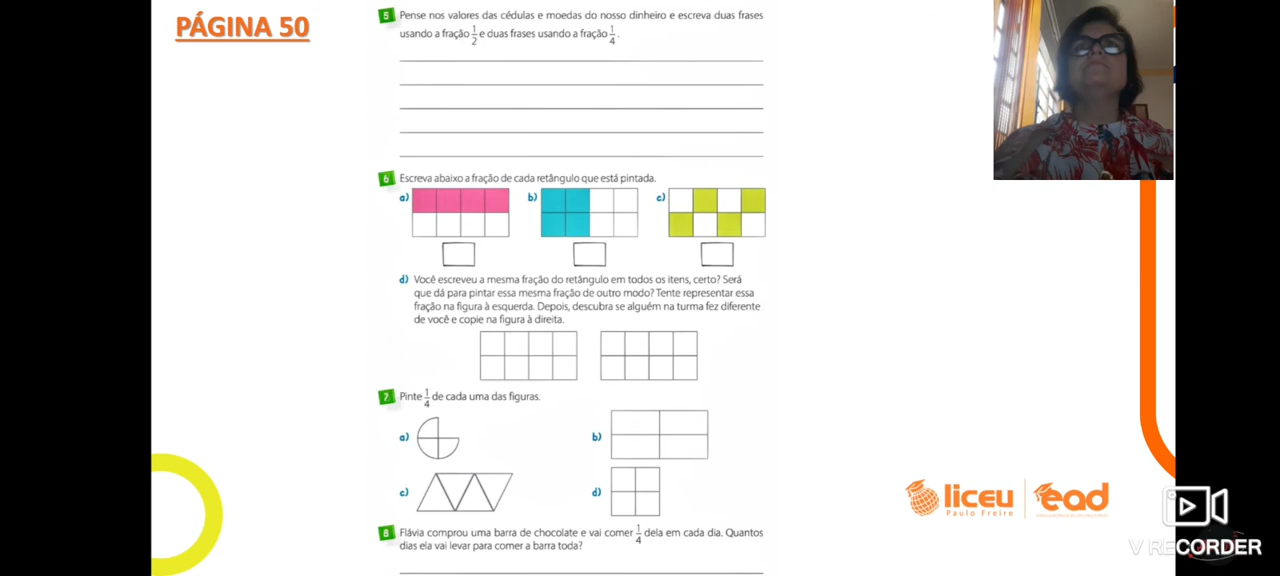 PÁGINA 50
5 Pense nos valores das cédulas e moedas do nosso dinheiro e escreva duas frases
usando a fração 1/2 e duas frases usando a fração 1/4.
6 Escreva abaixo a fração de cada retângulo que está pintada.
a) b) c)
d) Você escreveu a mesma fração do retângulo em todos os itens, certo? Será
que dá para pintar essa mesma fração de outro modo? Tente representar essa
fração na figura à esquerda. Depois, descubra se alguém na turma fez diferente
de você e copie na figura à direita.
7 Pinte 1/4 de cada uma das figuras.
a) b)
c) d)
8 Flávia comprou uma barra de chocolate e vai comer 1/4 dela em cada dia. Quantos
dias ela vai levar para comer a barra toda?
liceu ead
Paulo Freire
V RECORDER